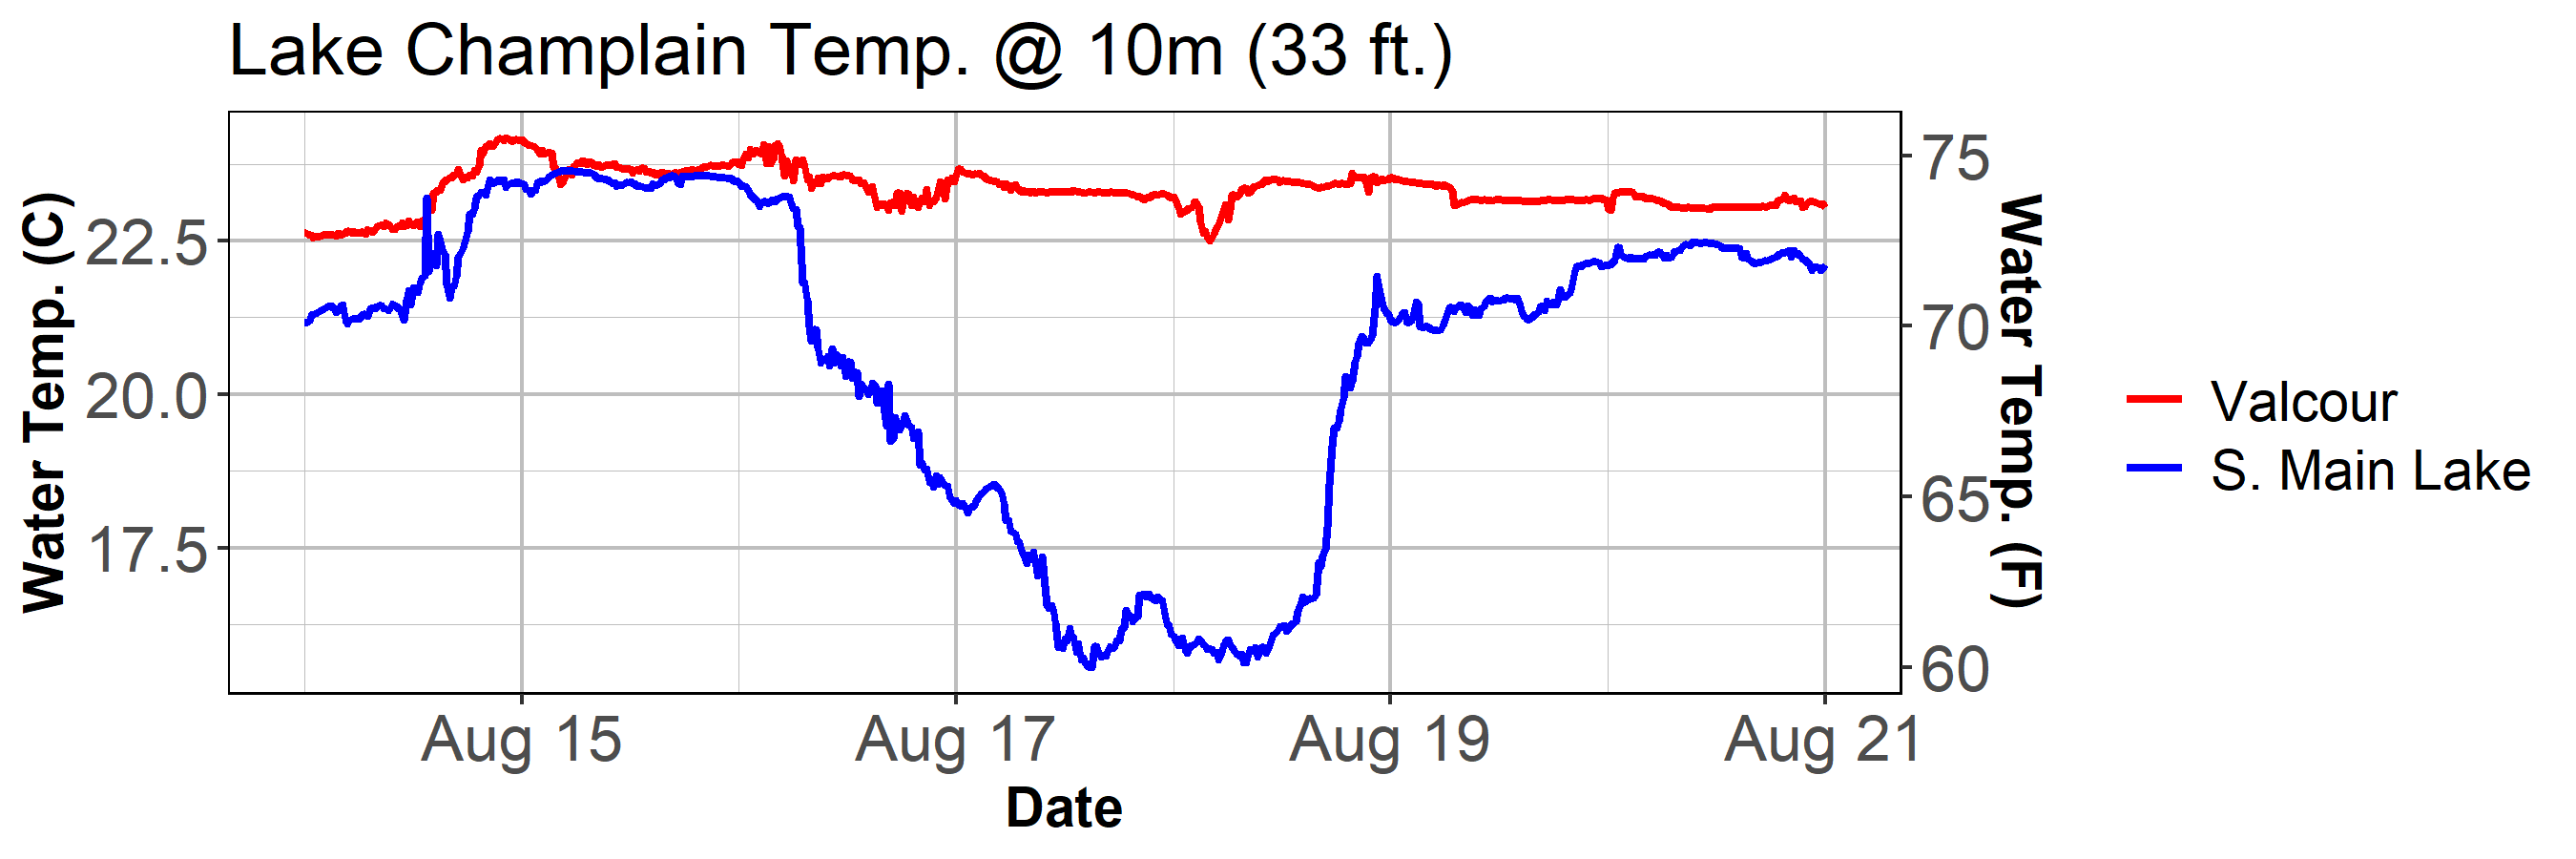 Lake Champlain Temp. @ 10m (33 ft.)
Water Temp. (C)
22.5
20.0
17.5
75
70
65
60
Water Temp. (F)
Aug 15
Aug 17
Aug 19
Aug 21
Date
Valcour
S. Main Lake